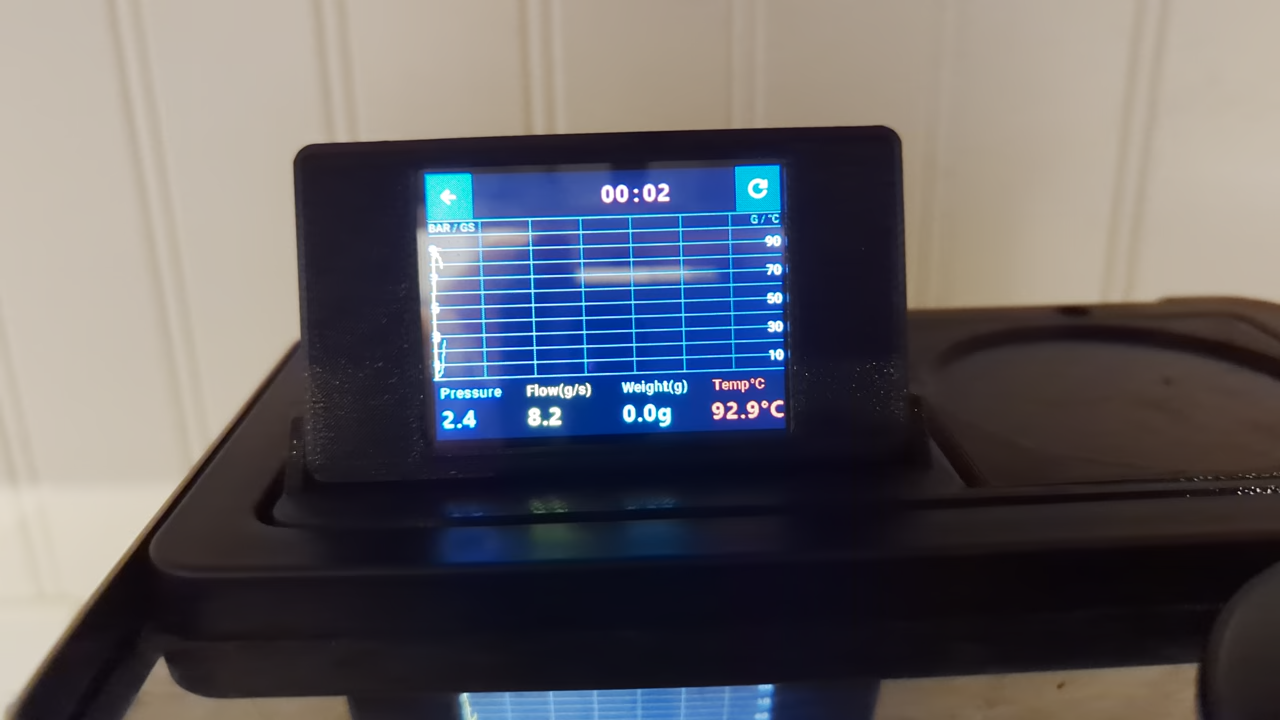 00:02
BAR / GS G / °C
90
70
50
30
10
Pressure Flow(g/s) Weight(g) Temp°C
2.4 8.2 0.0g 92.9°C